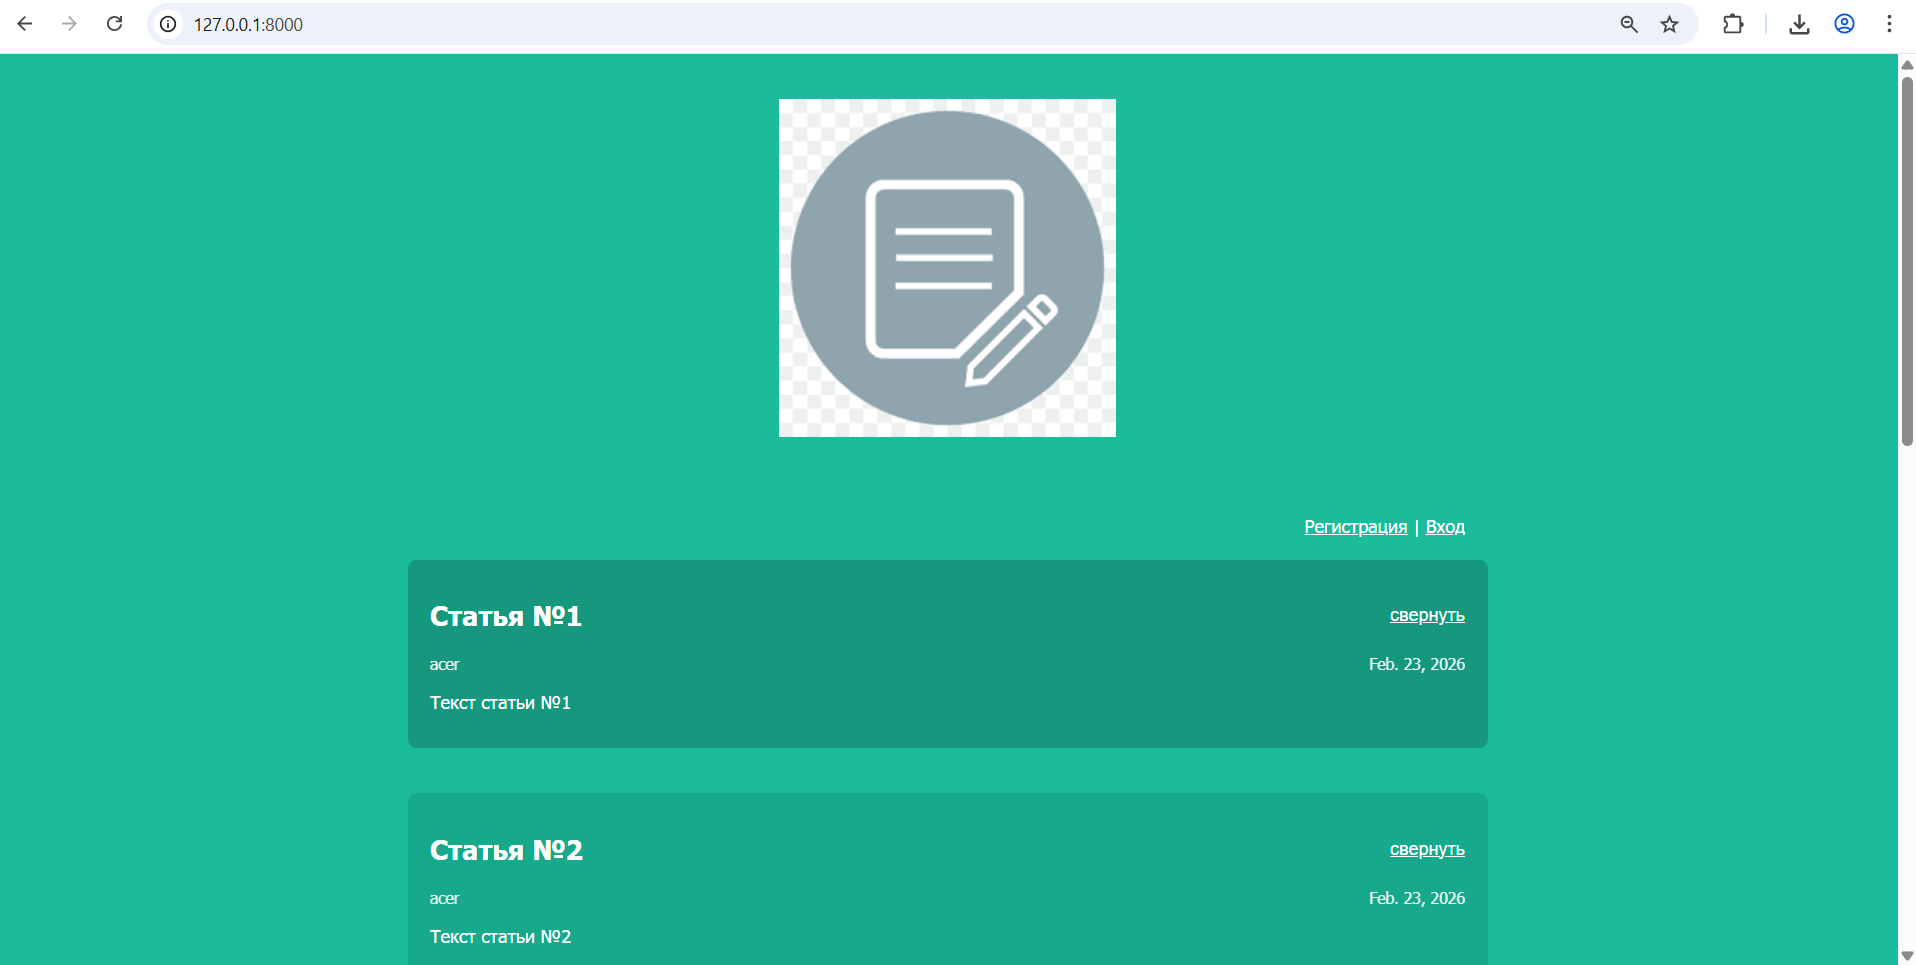 127.0.0.1:8000
Регистрация | Вход
Статья №1
свернуть
acer
Feb. 23, 2026
Текст статьи №1
Статья №2
свернуть
acer
Feb. 23, 2026
Текст статьи №2